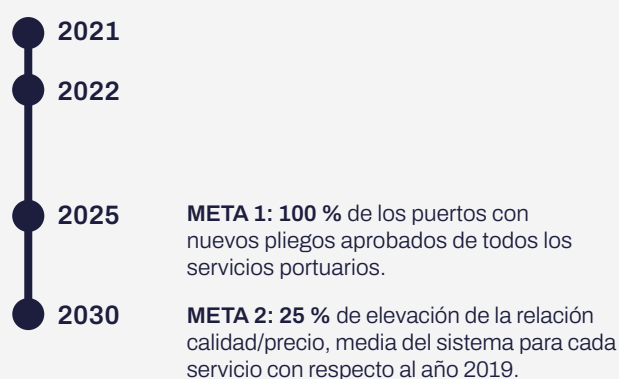 2021
2022
2025
META 1: 100 % de los puertos con
nuevos pliegos aprobados de todos los
servicios portuarios.
2030
META 2: 25 % de elevación de la relación
calidad/precio, media del sistema para cada
servicio con respecto al año 2019.